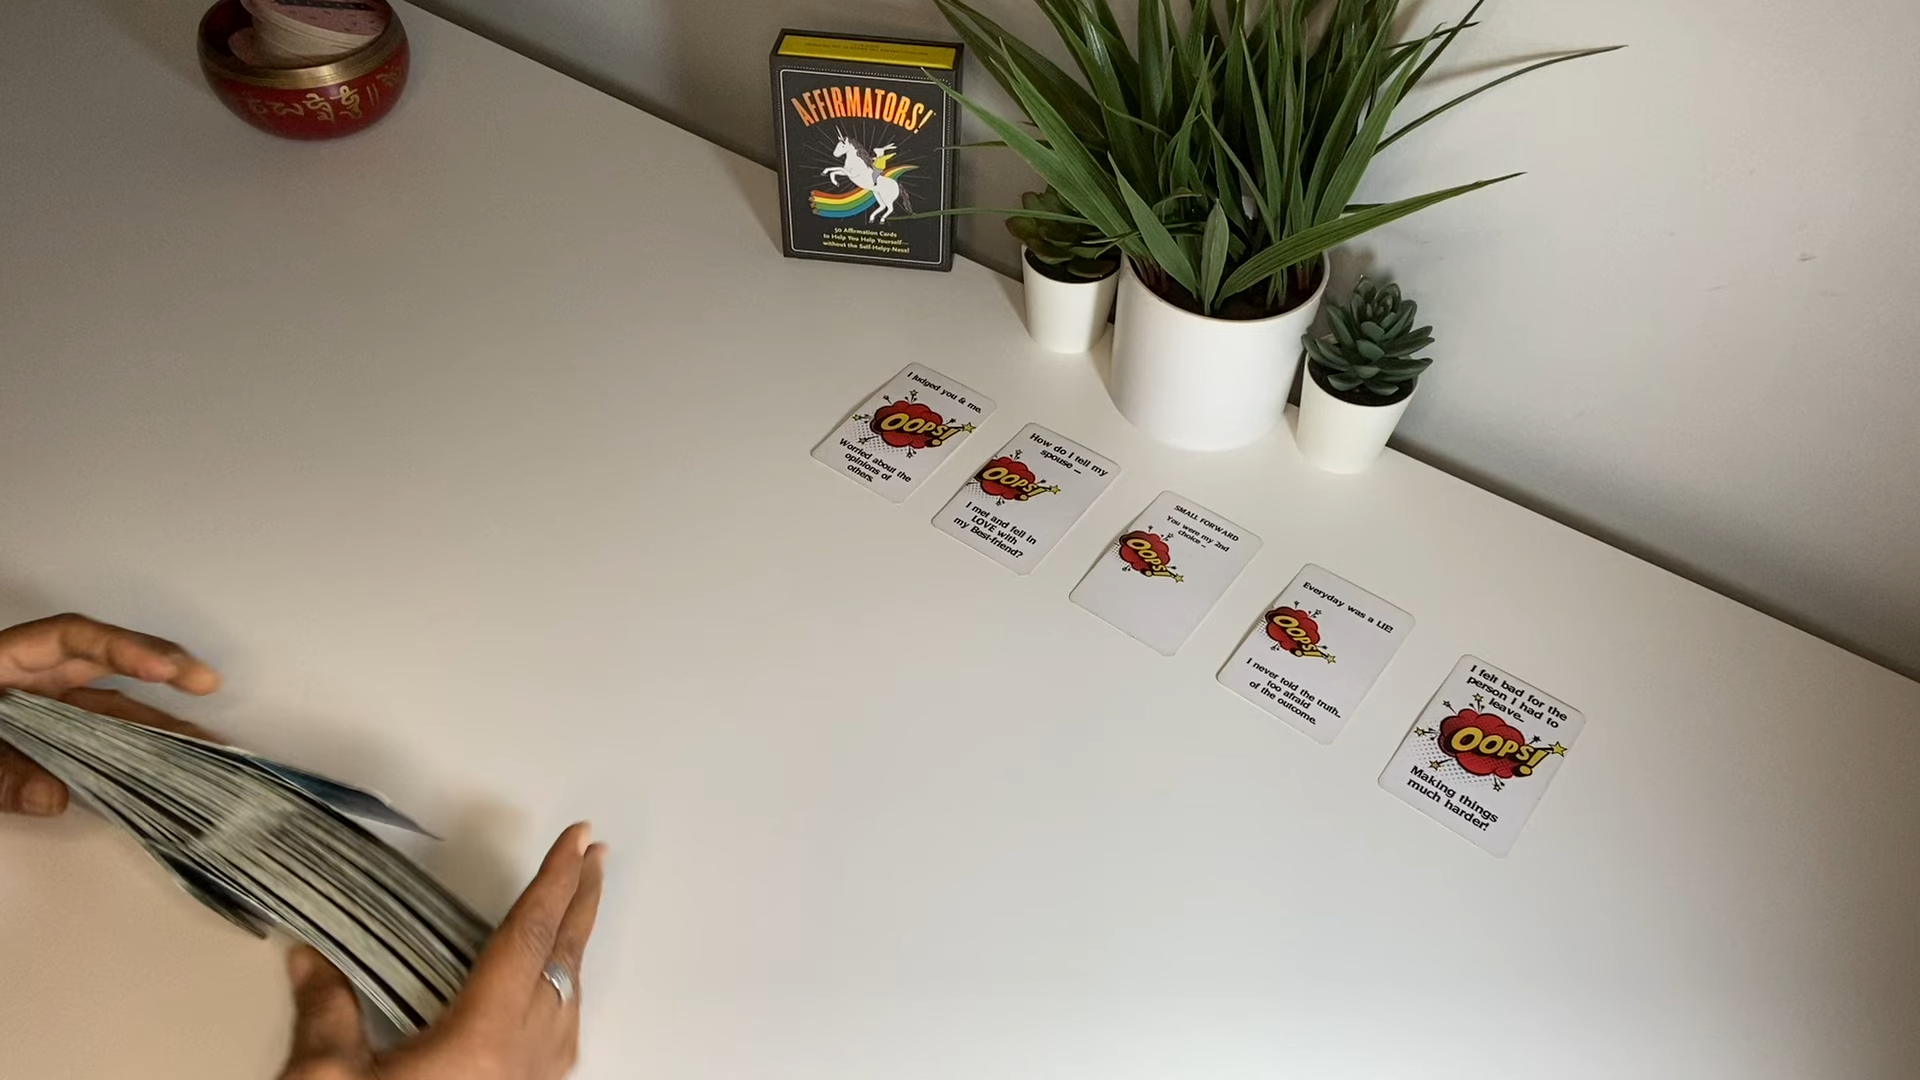 AFFIRMATORS!
50 Affirmation Cards
to Help You Help Yourself—
without the Self-Helpy-Ness!
I judged you & me.
OOPS!
Worried about the
opinions of
others.
How do I tell my
spouse ...
OOPS!
I met and fell in
LOVE with
my Best-friend?
SMALL FORWARD
You were my 2nd
choice ...
OOPS!
Everyday was a LIE!
OOPS!
I never told the truth..
too afraid
of the outcome.
I felt bad for the
person I had to
leave..
OOPS!
Making things
much harder!